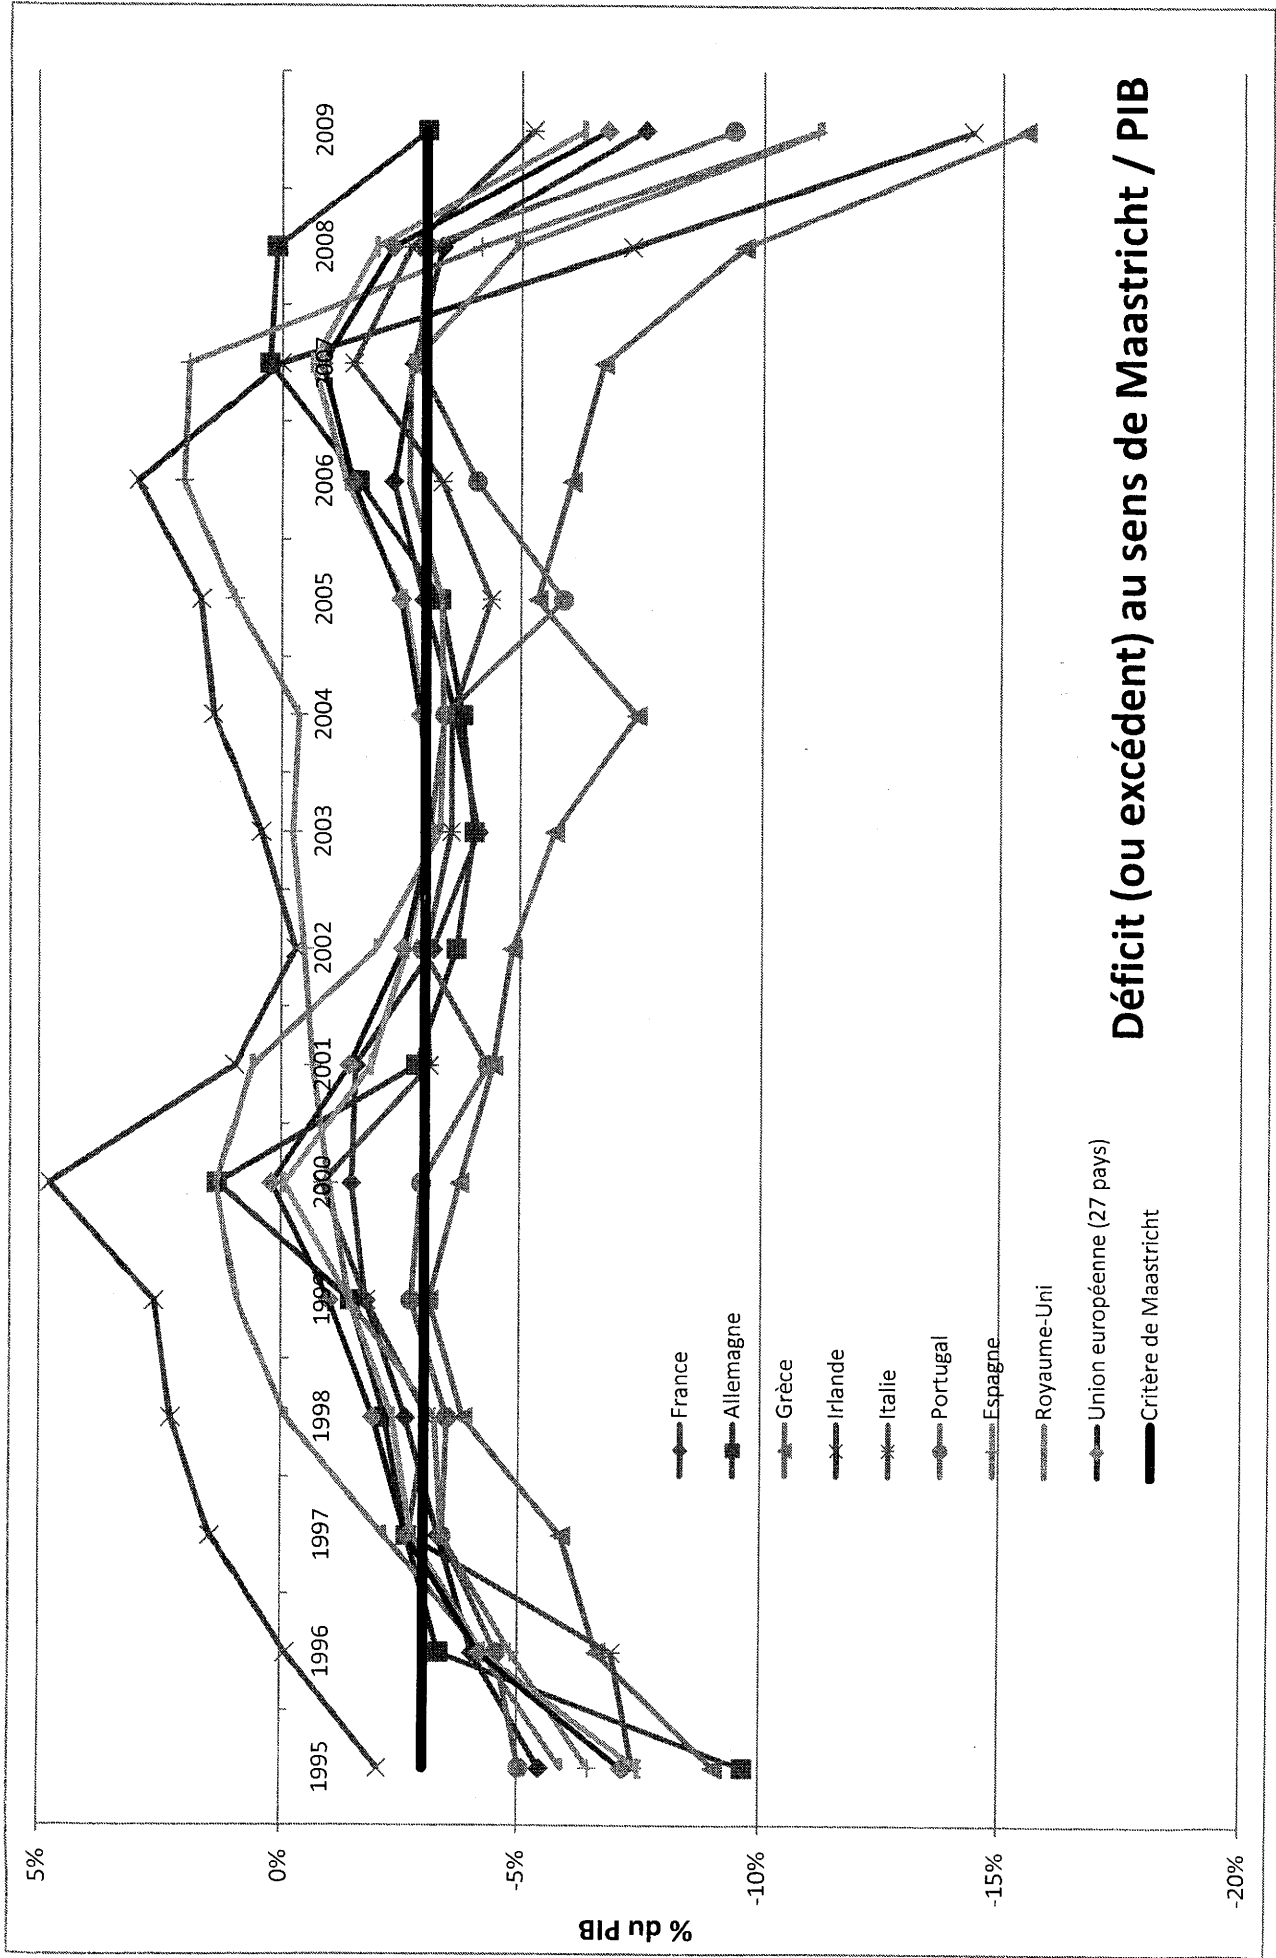 5%
0%
-5%
-10%
-15%
-20%
% du PIB
1995
1996
1997
1998
1999
2000
2001
2002
2003
2004
2005
2006
2007
2008
2009
France
Allemagne
Grèce
Irlande
Italie
Portugal
Espagne
Royaume-Uni
Union européenne (27 pays)
Critère de Maastricht
Déficit (ou excédent) au sens de Maastricht / PIB